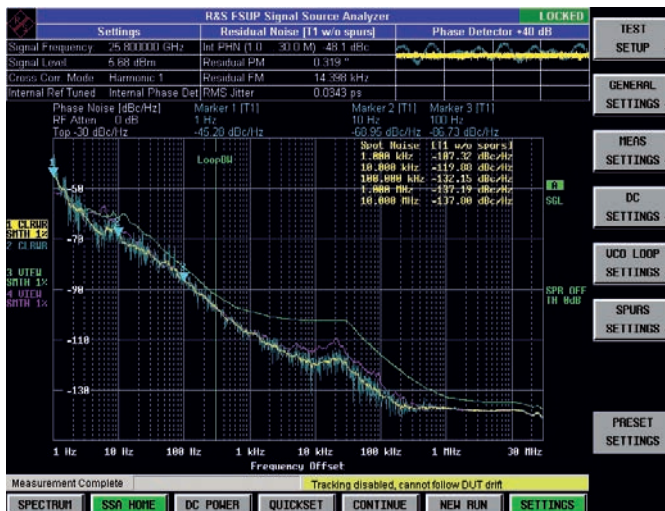 R&S FSUP Signal Source Analyzer LOCKED
Settings Residual Noise [T1 w/o spurs] Phase Detector +40 dB
Signal Frequency 25.800000 GHz Int PHN (1.0 .. 30.0 M) -48.1 dBc
Signal Level 5.68 dBm Residual PM 0.319 °
Cross Corr. Mode Harmonic 1 Residual FM 14.398 kHz
Internal Ref Tuned Internal Phase Det RMS Jitter 0.0343 ps
Phase Noise [dBc/Hz] Marker 1 [T1] Marker 2 [T1] Marker 3 [T1]
RF Atten 0 dB 1 Hz 10 Hz 100 Hz
Top -30 dBc/Hz -45.20 dBc/Hz -68.95 dBc/Hz -86.73 dBc/Hz
LoopBW
Spot Noise [T1 w/o spurs]
1.000 kHz -107.32 dBc/Hz
10.000 kHz -119.08 dBc/Hz
100.000 kHz -132.15 dBc/Hz
1.000 MHz -137.19 dBc/Hz
10.000 MHz -137.00 dBc/Hz
A
SGL
SPR OFF
TH 0dB
1 CLRWR
SMTH 1%
2 CLRWR
3 VIEW
SMTH 1%
4 VIEW
SMTH 1%
-50
-70
-90
-110
-130
1 Hz 10 Hz 100 Hz 1 kHz 10 kHz 100 kHz 1 MHz 30 MHz
Frequency Offset
Measurement Complete Tracking disabled, cannot follow DUT drift
SPECTRUM SSA HOME DC POWER QUICKSET CONTINUE NEW RUN SETTINGS
TEST
SETUP
GENERAL
SETTINGS
MEAS
SETTINGS
DC
SETTINGS
VCO LOOP
SETTINGS
SPURS
SETTINGS
PRESET
SETTINGS